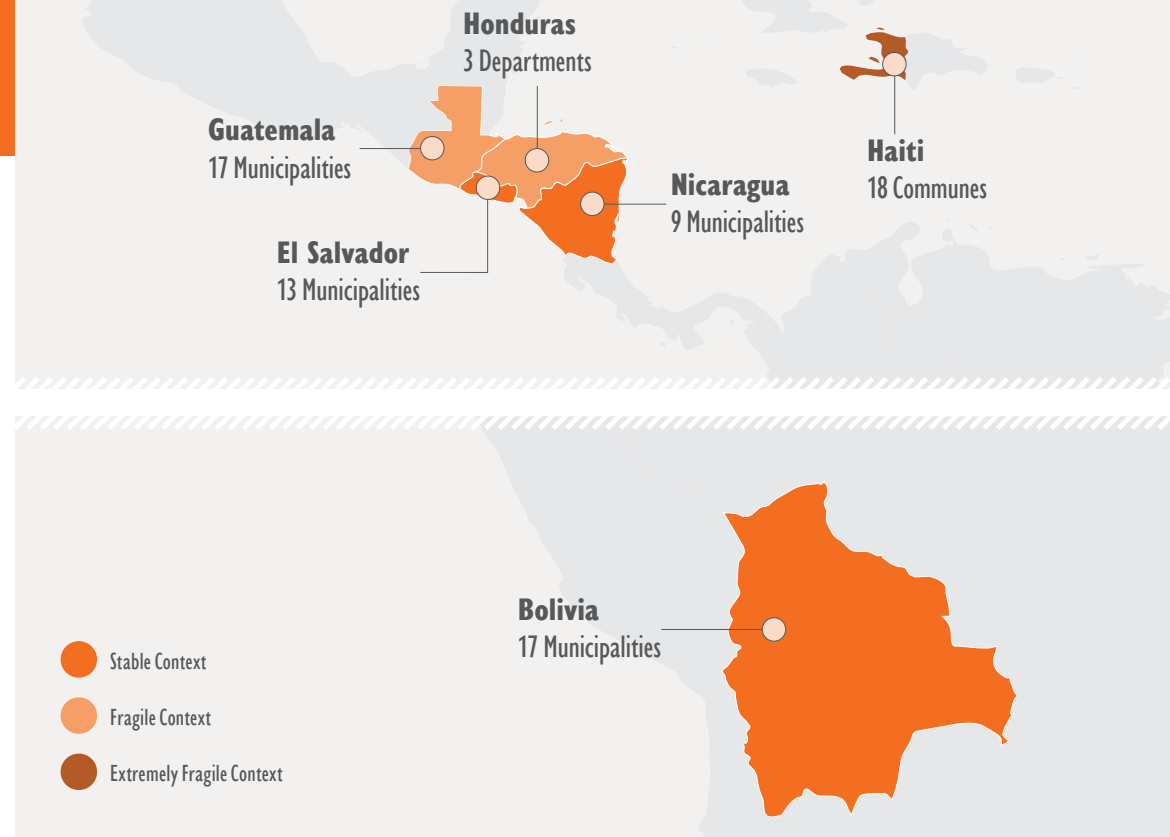 Honduras
3 Departments
Guatemala
17 Municipalities
Haiti
18 Communes
Nicaragua
9 Municipalities
El Salvador
13 Municipalities
Bolivia
17 Municipalities
Stable Context
Fragile Context
Extremely Fragile Context